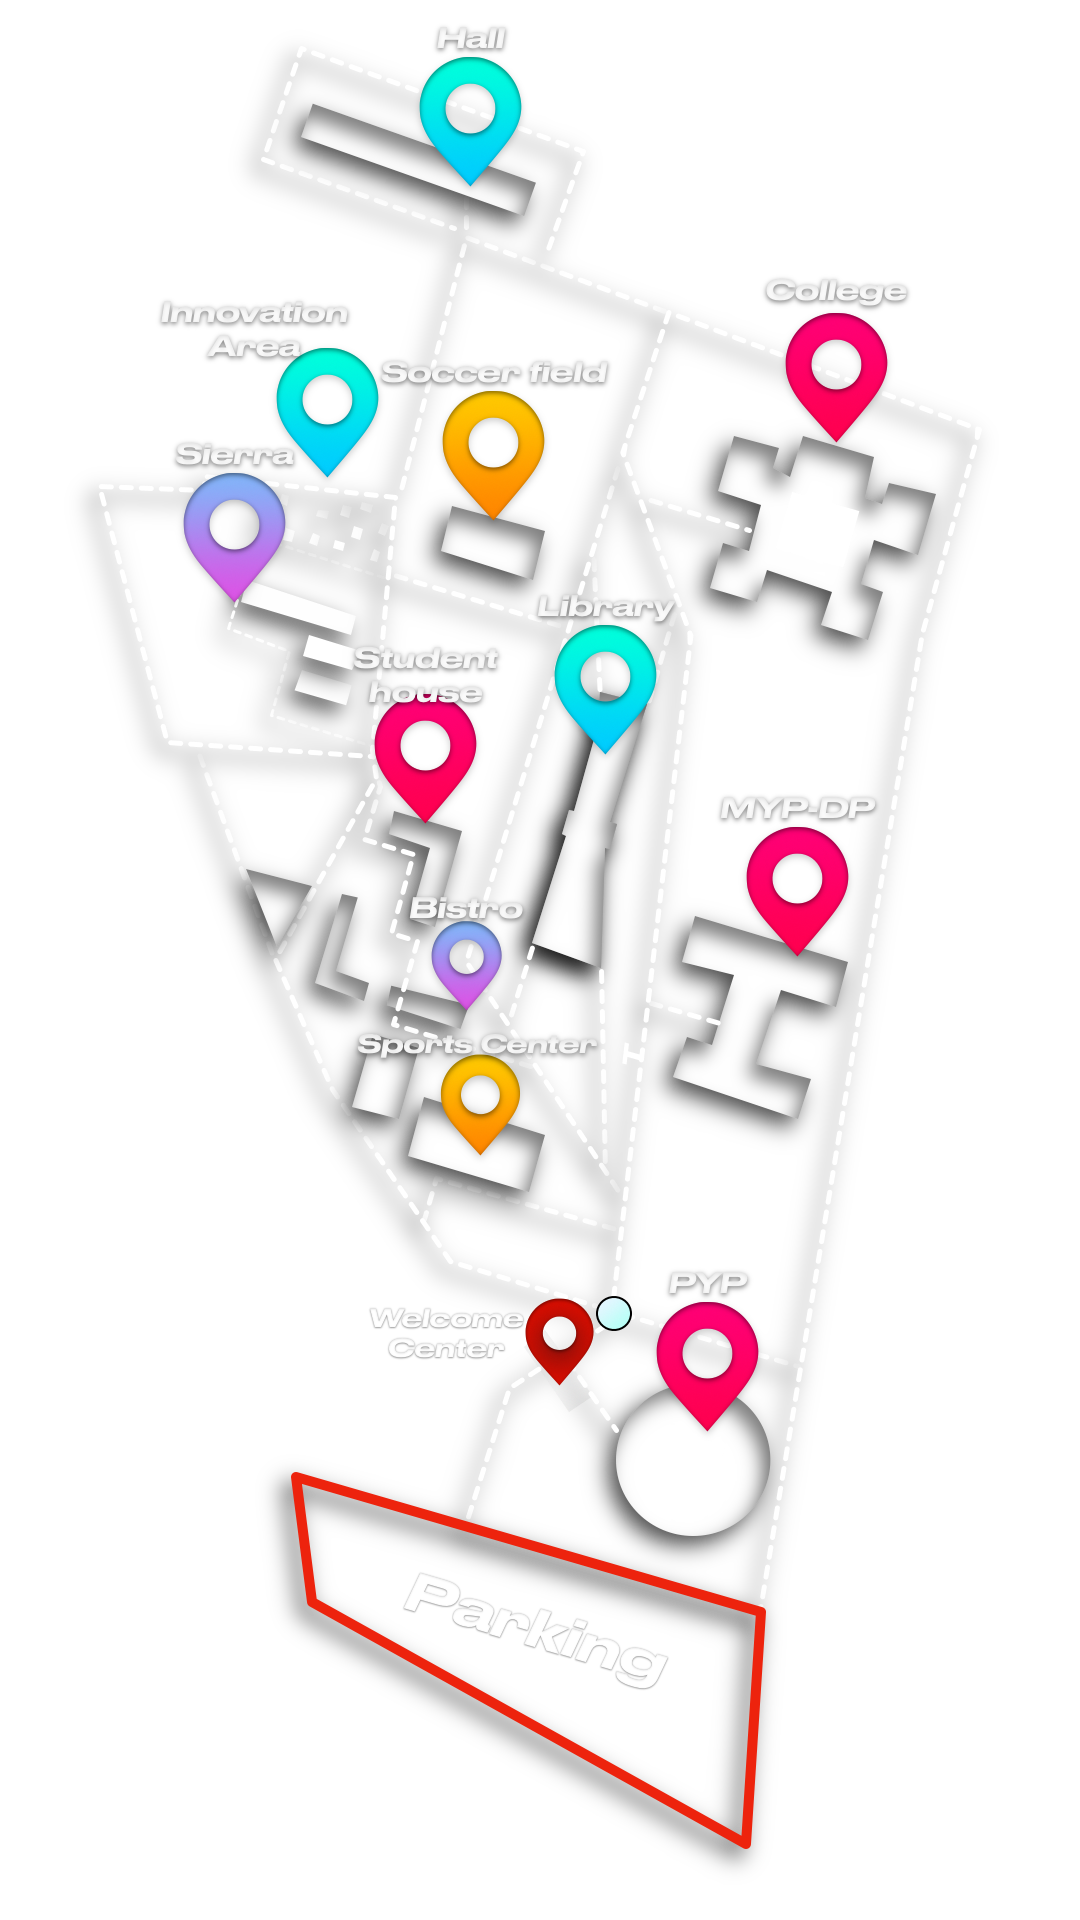 Hall
College
Innovation
Area
Soccer field
Sierra
Library
Student
house
MYP-DP
Bistro
Sports Center
PYP
Welcome
Center
Parking